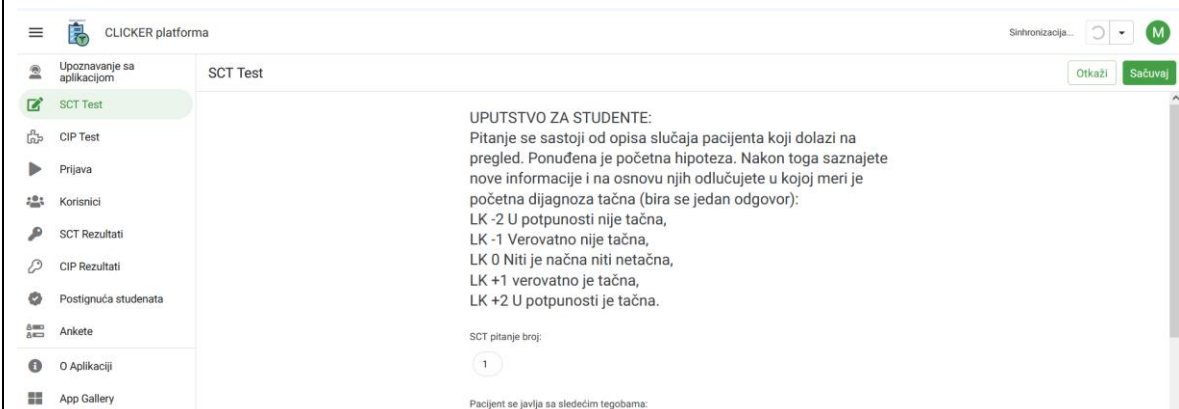 CLICKER platforma
Sinhronizacija...
M
Upoznavanje sa
aplikacijom
SCT Test
CIP Test
Prijava
Korisnici
SCT Rezultati
CIP Rezultati
Postignuća studenata
Ankete
O Aplikaciji
App Gallery
SCT Test
Otkaži
Sačuvaj
UPUTSTVO ZA STUDENTE:
Pitanje se sastoji od opisa slučaja pacijenta koji dolazi na
pregled. Ponuđena je početna hipoteza. Nakon toga saznajete
nove informacije i na osnovu njih odlučujete u kojoj meri je
početna dijagnoza tačna (bira se jedan odgovor):
LK -2 U potpunosti nije tačna,
LK -1 Verovatno nije tačna,
LK 0 Niti je načna niti netačna,
LK +1 verovatno je tačna,
LK +2 U potpunosti je tačna.
SCT pitanje broj:
1
Pacijent se javlja sa sledećim tegobama: